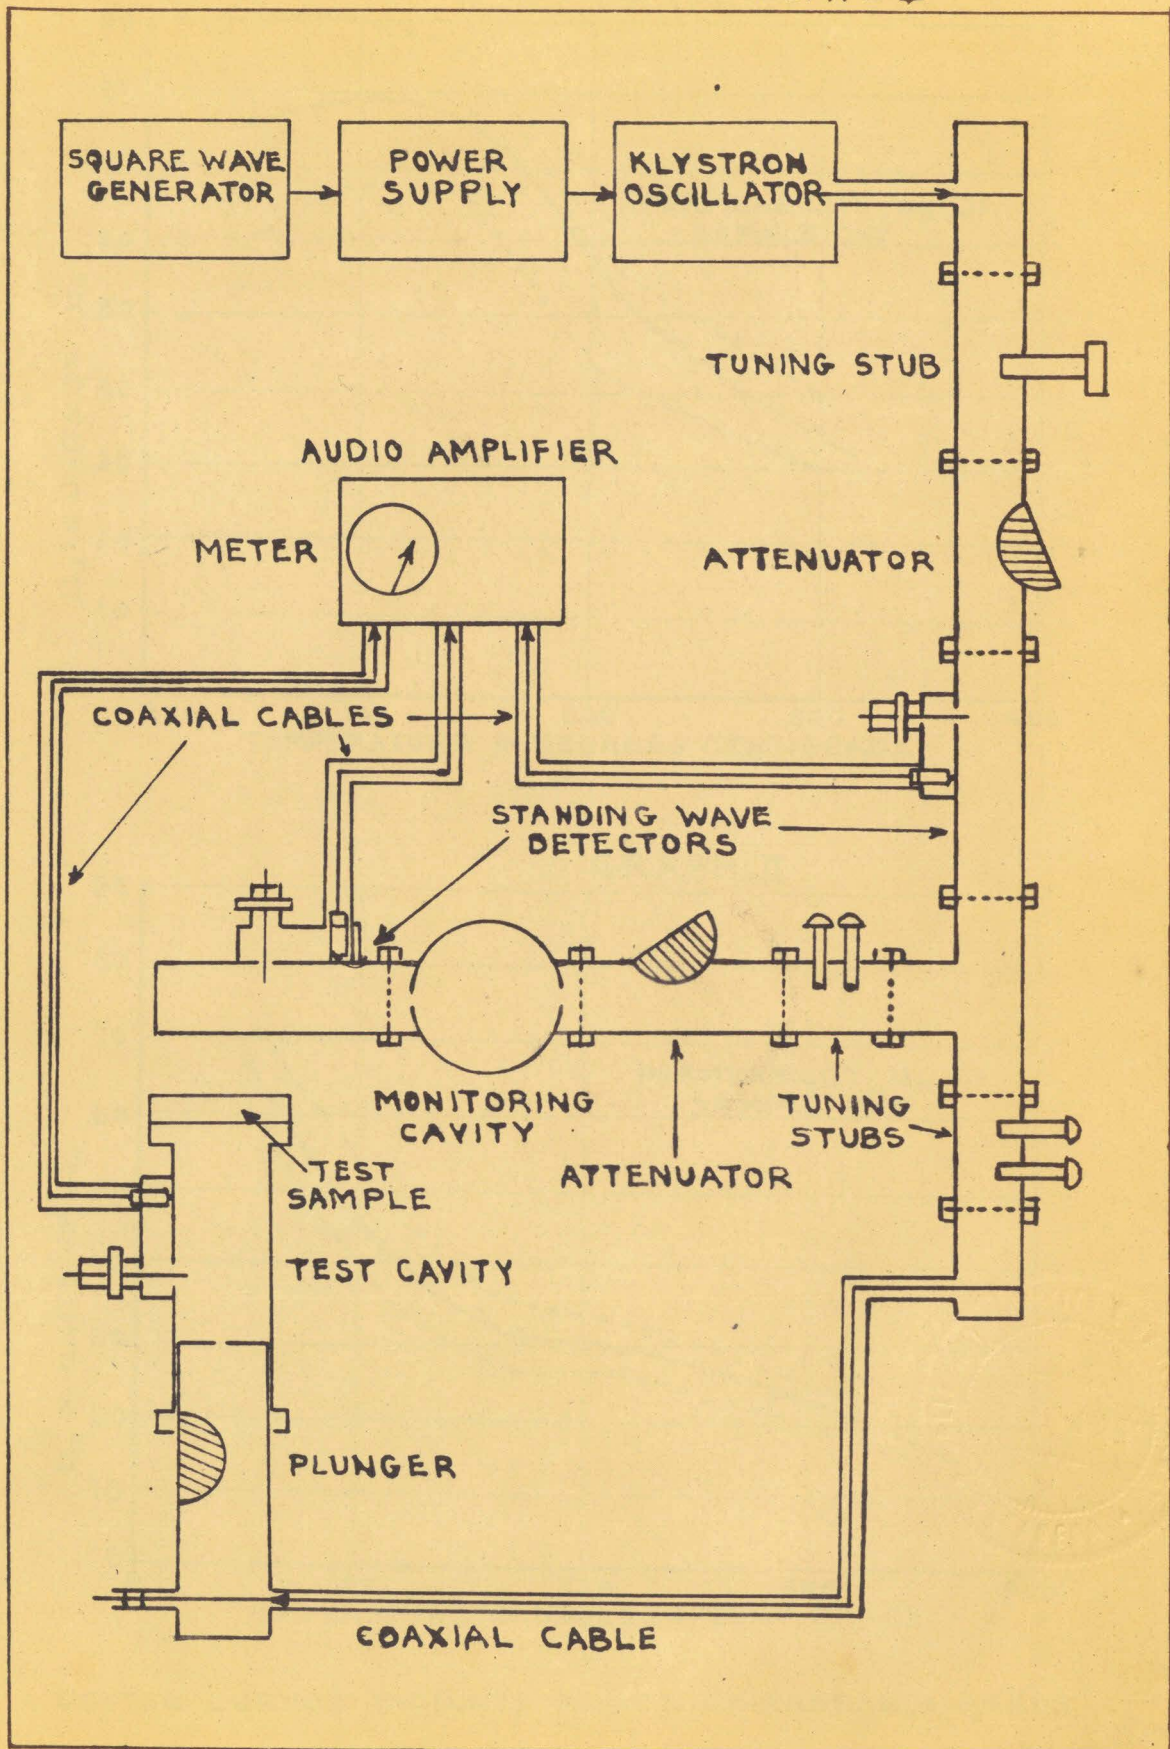 SQUARE WAVE
GENERATOR
POWER
SUPPLY
KLYSTRON
OSCILLATOR
TUNING STUB
AUDIO AMPLIFIER
METER
ATTENUATOR
COAXIAL CABLES
STANDING WAVE
DETECTORS
MONITORING
CAVITY
TUNING
STUBS
ATTENUATOR
TEST
SAMPLE
TEST CAVITY
PLUNGER
COAXIAL CABLE